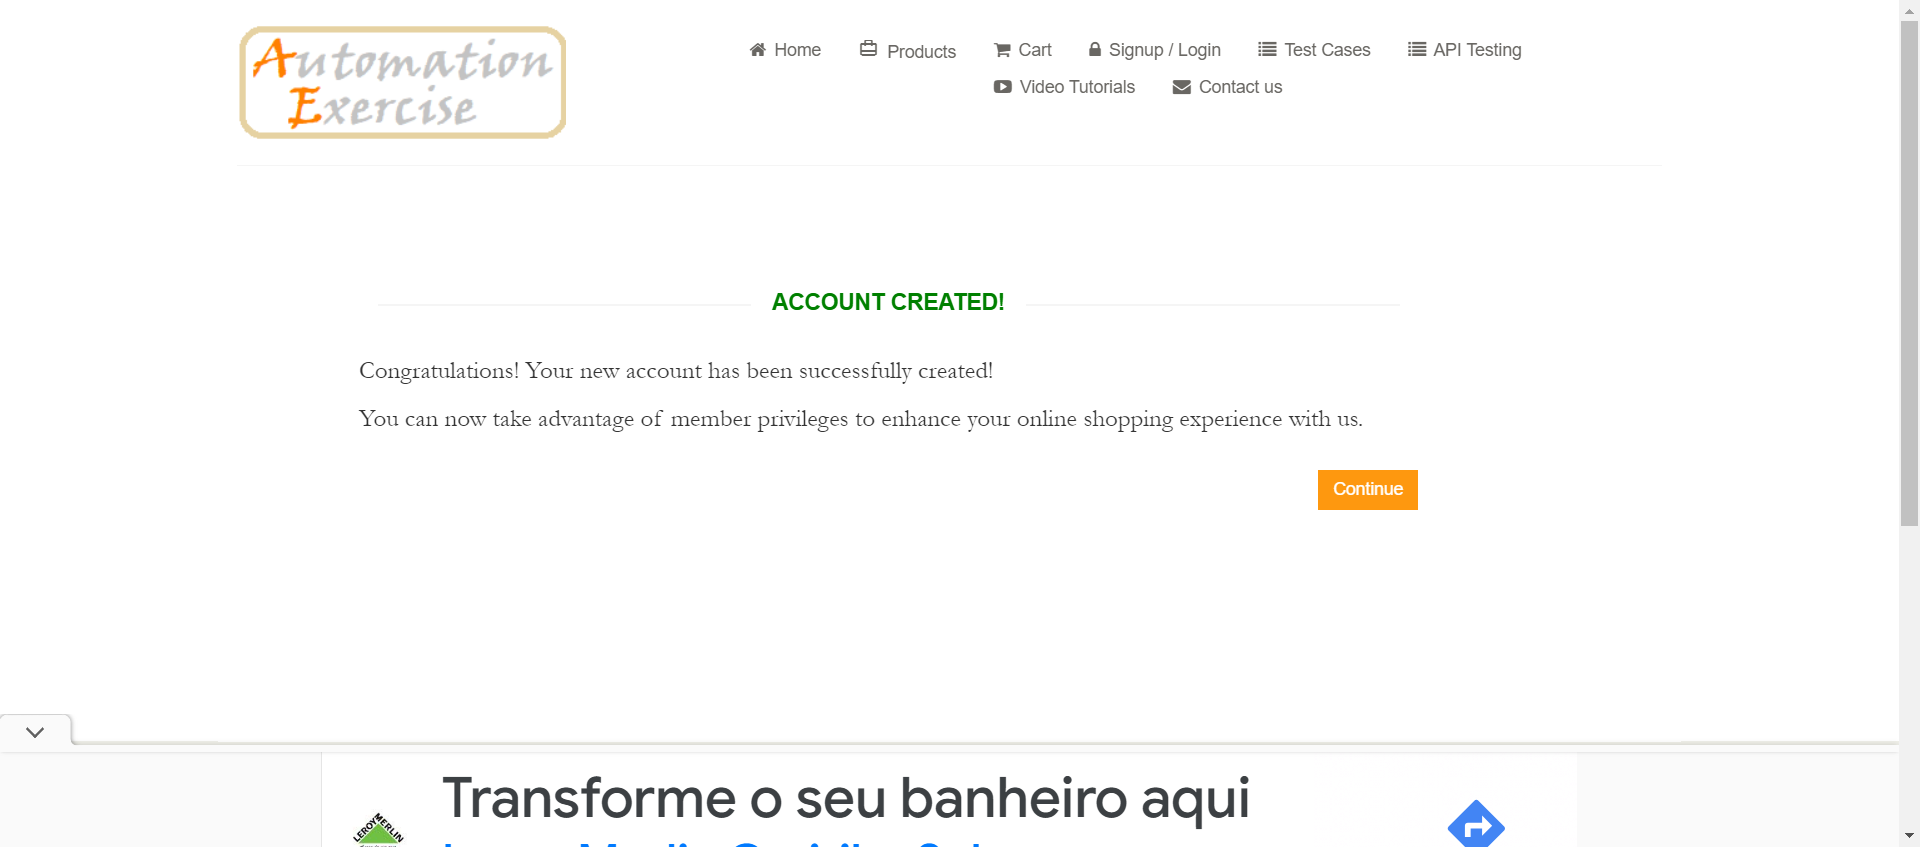 Automation
Exercise
Home
Products
Cart
Signup / Login
Test Cases
API Testing
Video Tutorials
Contact us
ACCOUNT CREATED!
Congratulations! Your new account has been successfully created!
You can now take advantage of member privileges to enhance your online shopping experience with us.
Continue
Transforme o seu banheiro aqui
LEROY MERLIN